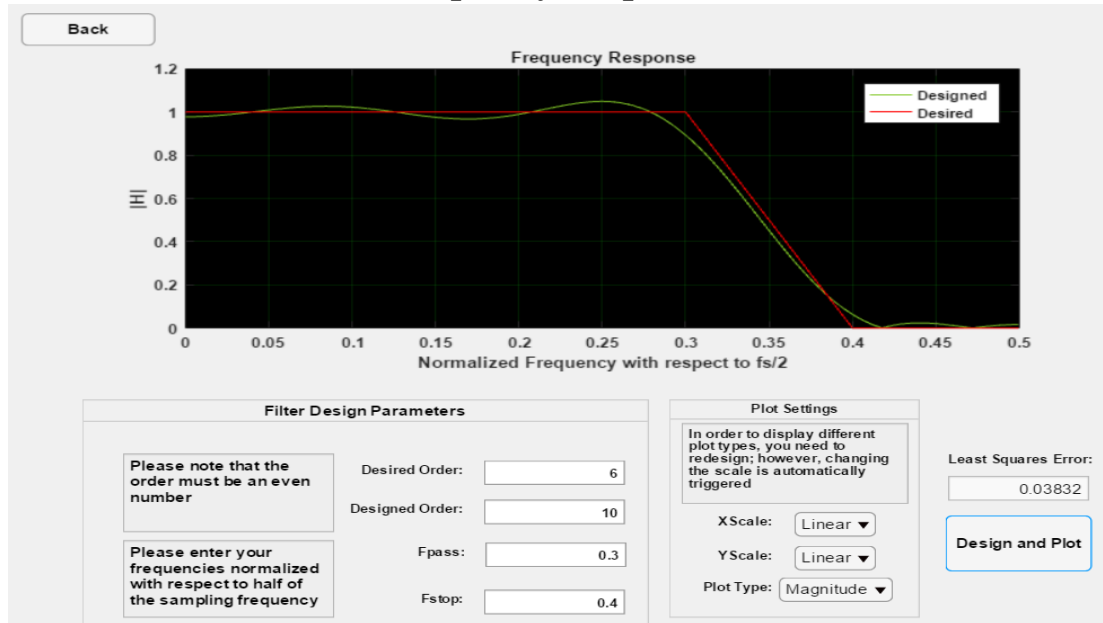 Back
Frequency Response
1.2
1
0.8
0.6
0.4
0.2
0
|H|
Designed
Desired
0 0.05 0.1 0.15 0.2 0.25 0.3 0.35 0.4 0.45 0.5
Normalized Frequency with respect to fs/2
Filter Design Parameters
Please note that the
order must be an even
number
Please enter your
frequencies normalized
with respect to half of
the sampling frequency
Desired Order: 6
Designed Order: 10
Fpass: 0.3
Fstop: 0.4
Plot Settings
In order to display different
plot types, you need to
redesign; however, changing
the scale is automatically
triggered
XScale: Linear
YScale: Linear
Plot Type: Magnitude
Least Squares Error:
0.03832
Design and Plot